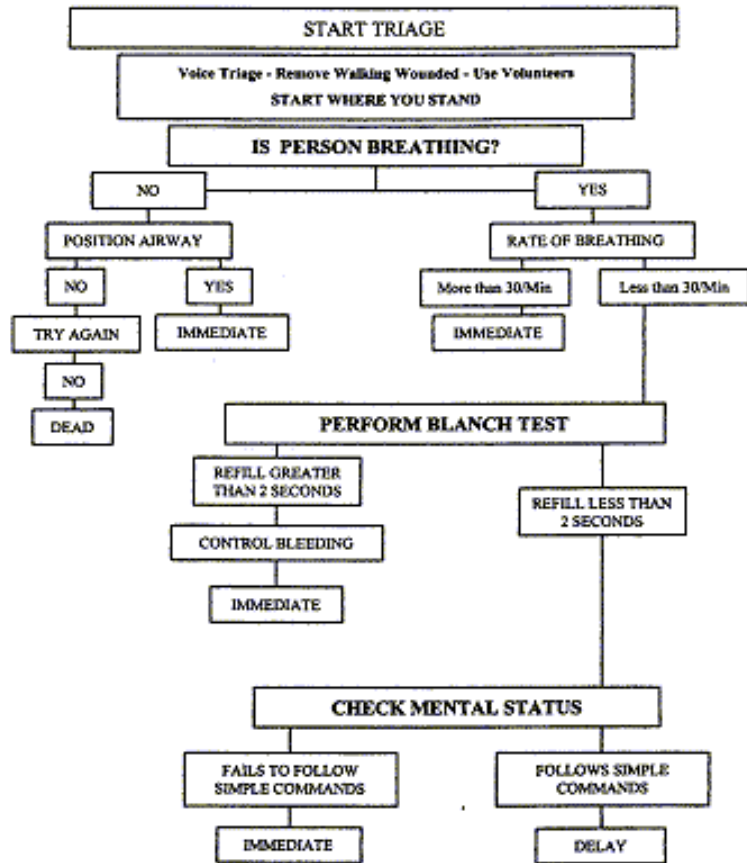 START TRIAGE
Voice Triage - Remove Walking Wounded - Use Volunteers
START WHERE YOU STAND
IS PERSON BREATHING?
NO
YES
POSITION AIRWAY
RATE OF BREATHING
NO
YES
More than 30/Min
Less than 30/Min
TRY AGAIN
IMMEDIATE
IMMEDIATE
NO
DEAD
PERFORM BLANCH TEST
REFILL GREATER
THAN 2 SECONDS
REFILL LESS THAN
2 SECONDS
CONTROL BLEEDING
IMMEDIATE
CHECK MENTAL STATUS
FAILS TO FOLLOW
SIMPLE COMMANDS
FOLLOWS SIMPLE
COMMANDS
IMMEDIATE
DELAY